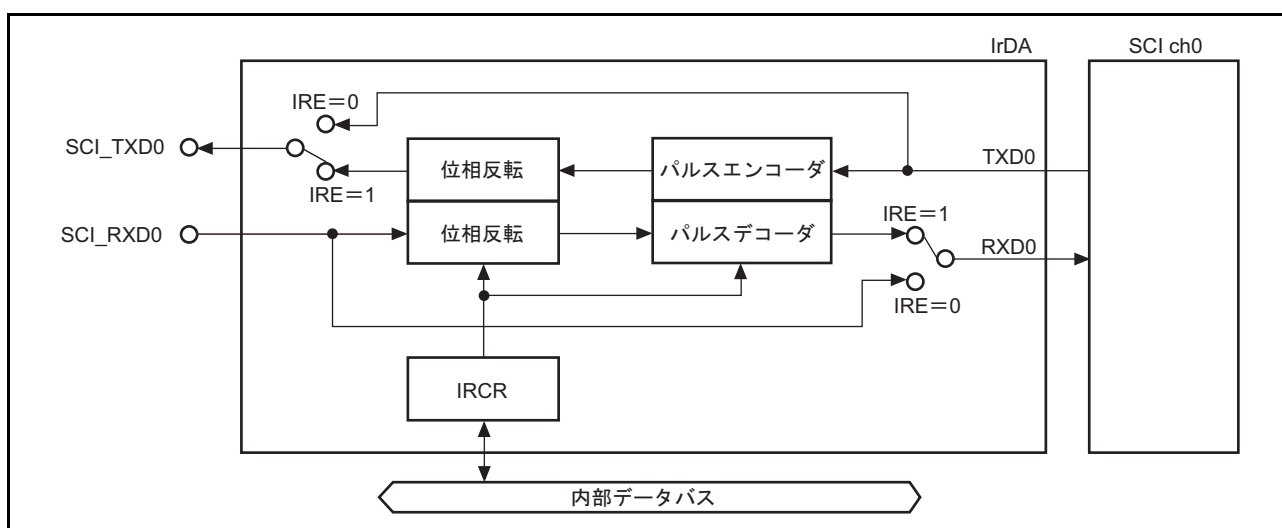 IrDA
SCI ch0
IRE=0
SCI_TXD0
位相反転
パルスエンコーダ
TXD0
IRE=1
SCI_RXD0
位相反転
パルスデコーダ
IRE=1
RXD0
IRE=0
IRCR
内部データバス